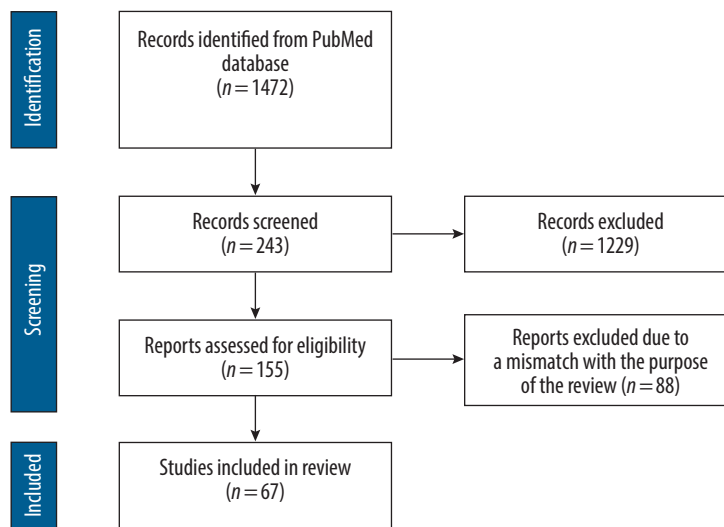 Identification
Records identified from PubMed
database
(n = 1472)
Screening
Records screened
(n = 243)
Records excluded
(n = 1229)
Reports assessed for eligibility
(n = 155)
Reports excluded due to
a mismatch with the purpose
of the review (n = 88)
Included
Studies included in review
(n = 67)